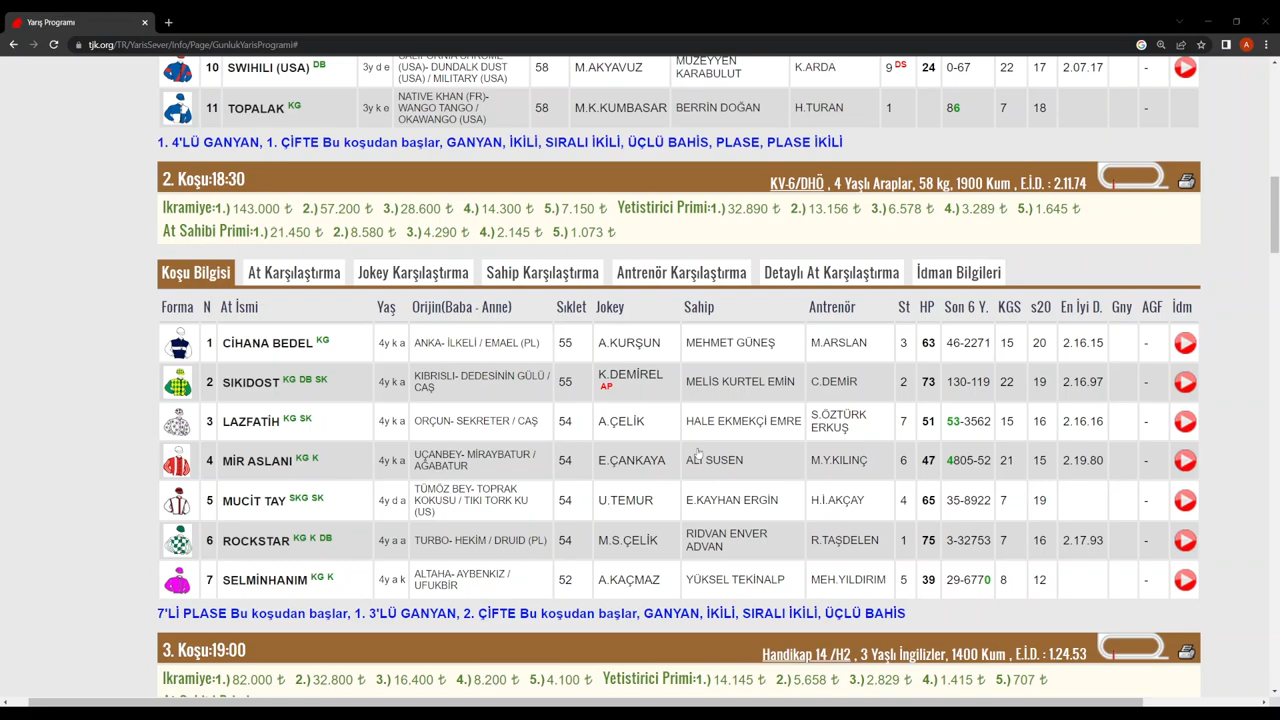 Yarış Programı
tjk.org/TR/YarisSever/Info/Page/GunlukYarisProgrami#
A
10 SWIHILI (USA) DB 3y d e (USA)- DUNDALK DUST (USA) / MILITARY (USA) 58 M.AKYAVUZ MÜZEYYEN KARABULUT K.ARDA 9 DS 24 0-67 22 17 2.07.17 -
11 TOPALAK KG 3y k e NATIVE KHAN (FR)- WANGO TANGO / OKAWANGO (USA) 58 M.K.KUMBASAR BERRİN DOĞAN H.TURAN 1 86 7 18 -
1. 4'LÜ GANYAN, 1. ÇİFTE Bu koşudan başlar, GANYAN, İKİLİ, SIRALI İKİLİ, ÜÇLÜ BAHİS, PLASE, PLASE İKİLİ
2. Koşu:18:30 KV-6/DHÖ , 4 Yaşlı Araplar, 58 kg, 1900 Kum , E.İ.D. : 2.11.74
Ikramiye:1.) 143.000 ₺ 2.) 57.200 ₺ 3.) 28.600 ₺ 4.) 14.300 ₺ 5.) 7.150 ₺ Yetistirici Primi:1.) 32.890 ₺ 2.) 13.156 ₺ 3.) 6.578 ₺ 4.) 3.289 ₺ 5.) 1.645 ₺
At Sahibi Primi:1.) 21.450 ₺ 2.) 8.580 ₺ 3.) 4.290 ₺ 4.) 2.145 ₺ 5.) 1.073 ₺
Koşu Bilgisi At Karşılaştırma Jokey Karşılaştırma Sahip Karşılaştırma Antrenör Karşılaştırma Detaylı At Karşılaştırma İdman Bilgileri
Forma N At İsmi Yaş Orijin(Baba - Anne) Sıklet Jokey Sahip Antrenör St HP Son 6 Y. KGS s20 En İyi D. Gny AGF İdm
1 CİHANA BEDEL KG 4y k a ANKA- İLKELİ / EMAEL (PL) 55 A.KURŞUN MEHMET GÜNEŞ M.ARSLAN 3 63 46-2271 15 20 2.16.15 -
2 SIKIDOST KG DB SK 4y k a KIBRISLI- DEDESİNİN GÜLÜ / CAŞ 55 K.DEMİREL AP MELİS KURTEL EMİN C.DEMİR 2 73 130-119 22 19 2.16.97 -
3 LAZFATİH KG SK 4y k a ORÇUN- SEKRETER / CAŞ 54 A.ÇELİK HALE EKMEKÇİ EMRE S.ÖZTÜRK ERKUŞ 7 51 53-3562 15 16 2.16.16 -
4 MİR ASLANI KG K 4y k a UÇANBEY- MİRAYBATUR / AĞABATUR 54 E.ÇANKAYA ALİ SUSEN M.Y.KILINÇ 6 47 4805-52 21 15 2.19.80 -
5 MUCİT TAY SKG SK 4y d a TÜMÖZ BEY- TOPRAK KOKUSU / TIKI TORK KU (US) 54 U.TEMUR E.KAYHAN ERGİN H.İ.AKÇAY 4 65 35-8922 7 19 -
6 ROCKSTAR KG K DB 4y a a TURBO- HEKİM / DRUID (PL) 54 M.S.ÇELİK RIDVAN ENVER ADVAN R.TAŞDELEN 1 75 3-32753 7 16 2.17.93 -
7 SELMİNHANIM KG K 4y a k ALTAHA- AYBENKIZ / UFUKBİR 52 A.KAÇMAZ YÜKSEL TEKİNALP MEH.YILDIRIM 5 39 29-6770 8 12 -
7'Lİ PLASE Bu koşudan başlar, 1. 3'LÜ GANYAN, 2. ÇİFTE Bu koşudan başlar, GANYAN, İKİLİ, SIRALI İKİLİ, ÜÇLÜ BAHİS
3. Koşu:19:00 Handikap 14 /H2 , 3 Yaşlı İngilizler, 1400 Kum , E.İ.D. : 1.24.53
Ikramiye:1.) 82.000 ₺ 2.) 32.800 ₺ 3.) 16.400 ₺ 4.) 8.200 ₺ 5.) 4.100 ₺ Yetistirici Primi:1.) 14.145 ₺ 2.) 5.658 ₺ 3.) 2.829 ₺ 4.) 1.415 ₺ 5.) 707 ₺